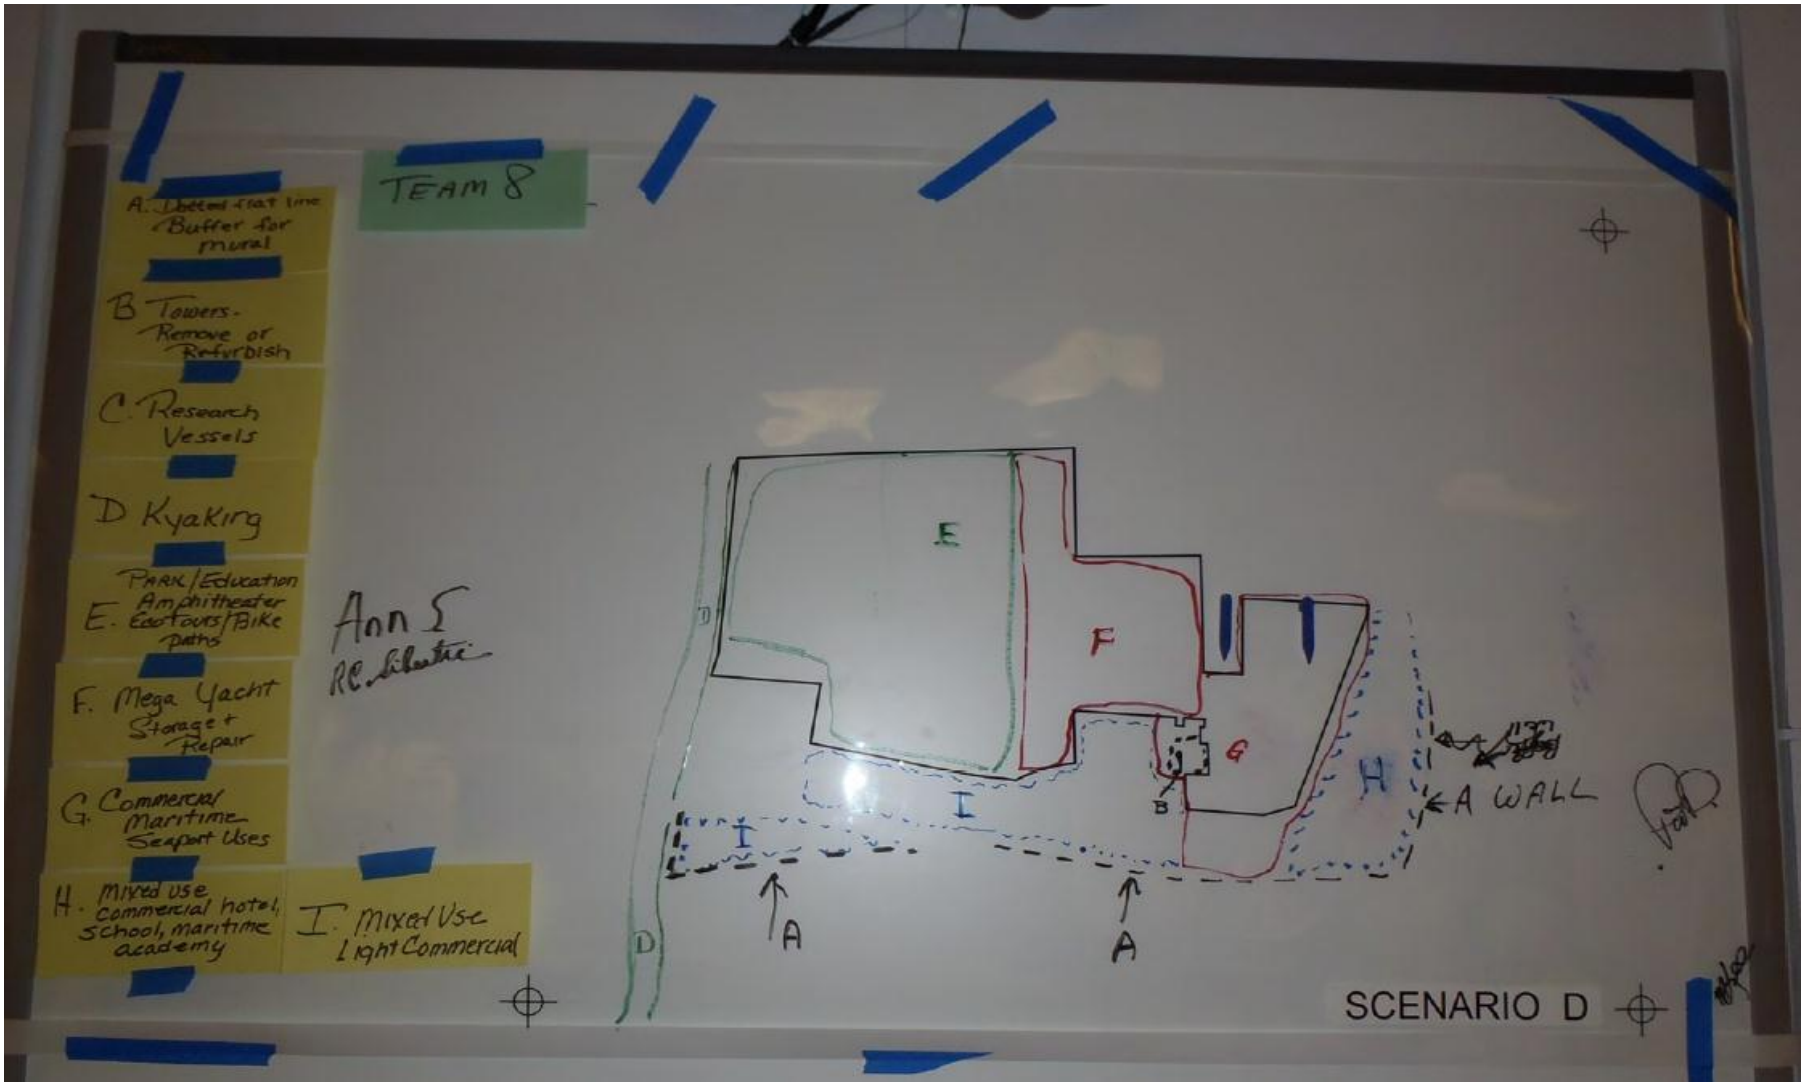 TEAM 8
A. Dotted flat line
Buffer for
mural
B Towers-
Remove or
Refurbish
C. Research
Vessels
D Kyaking
PARK/Education
Amphitheater
E. EcoTours/Bike
paths
F. Mega Yacht
Storage +
Repair
G. Commercial
Maritime
Seaport Uses
H. Mixed use
commercial hotel,
school, maritime
academy
I. Mixed Use
Light Commercial
Ann S
E
D
F
G
B
H
I
I
A WALL
A
A
D
SCENARIO D